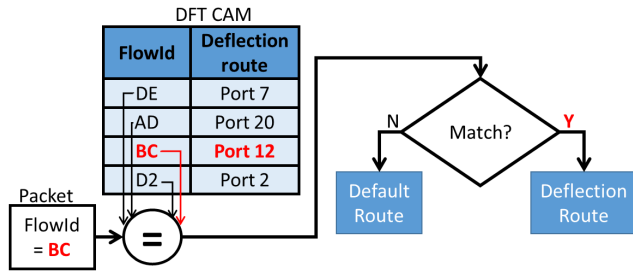 DFT CAM
FlowId Deflection route
DE Port 7
AD Port 20
BC Port 12
D2 Port 2
Packet
FlowId
= BC
=
N
Match?
Y
Default
Route
Deflection
Route